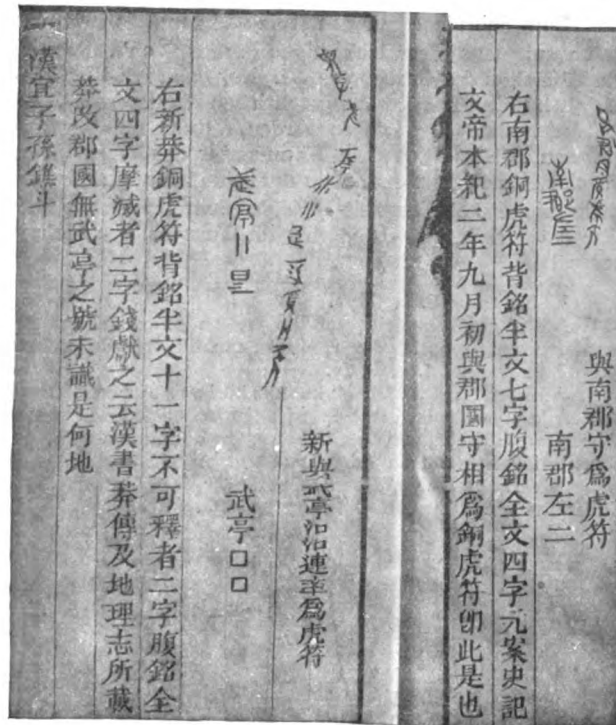 與南郡守為虎符
南郡左二
右南郡銅虎符背銘半文七字腹銘全文四字元案史記
文帝本紀二年九月初與郡國守相為銅虎符即此是也
新與武亭
連率為虎符
武亭口口
右新莽銅虎符背銘半文十一字不可釋者二字腹銘全
文四字摩滅者二字錢獻之云漢書莽傳及地理志所載
莽改郡國無武亭之號未識是何地
漢宜子孫鐎斗